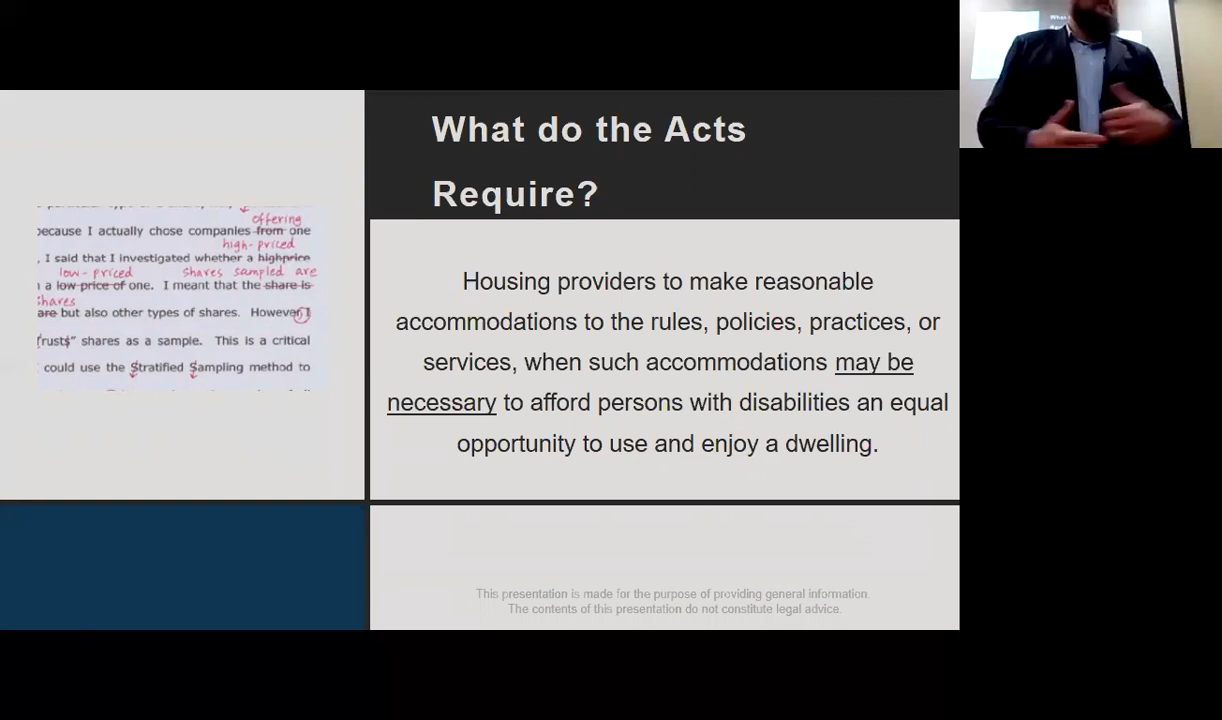 What do the Acts
Require?
offering
because I actually chose companies from one
high-priced
, I said that I investigated whether a highprice
low-priced shares sampled are
a low price of one. I meant that the share is
shares
are but also other types of shares. However, I
Trusts" shares as a sample. This is a critical
could use the Stratified Sampling method to
Housing providers to make reasonable
accommodations to the rules, policies, practices, or
services, when such accommodations may be
necessary to afford persons with disabilities an equal
opportunity to use and enjoy a dwelling.
This presentation is made for the purpose of providing general information.
The contents of this presentation do not constitute legal advice.